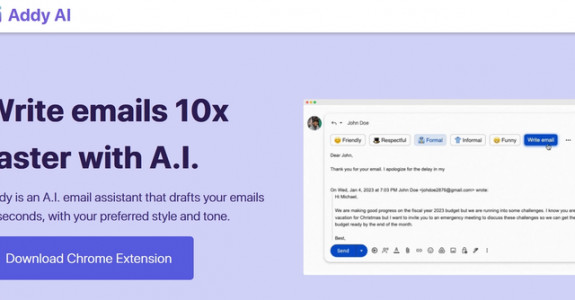 Addy AI
Write emails 10x
faster with A.I.
ddy is an A.I. email assistant that drafts your emails
seconds, with your preferred style and tone.
Download Chrome Extension
John Doe
Friendly Respectful Formal Informal Funny Write email
Dear John,
Thank you for your email. I apologize for the delay in my
On Wed, Jan 4, 2023 at 7:03 PM John Doe <johdoe2876@gmail.com> wrote:
Hi Michael,
We are making good progress on the fiscal year 2023 budget but we are running into some challenges. I know you are
vacation for Christmas but I want to invite you to an emergency meeting to discuss these challenges so we can get the
budget ready by the end of the month.
Best,
Send